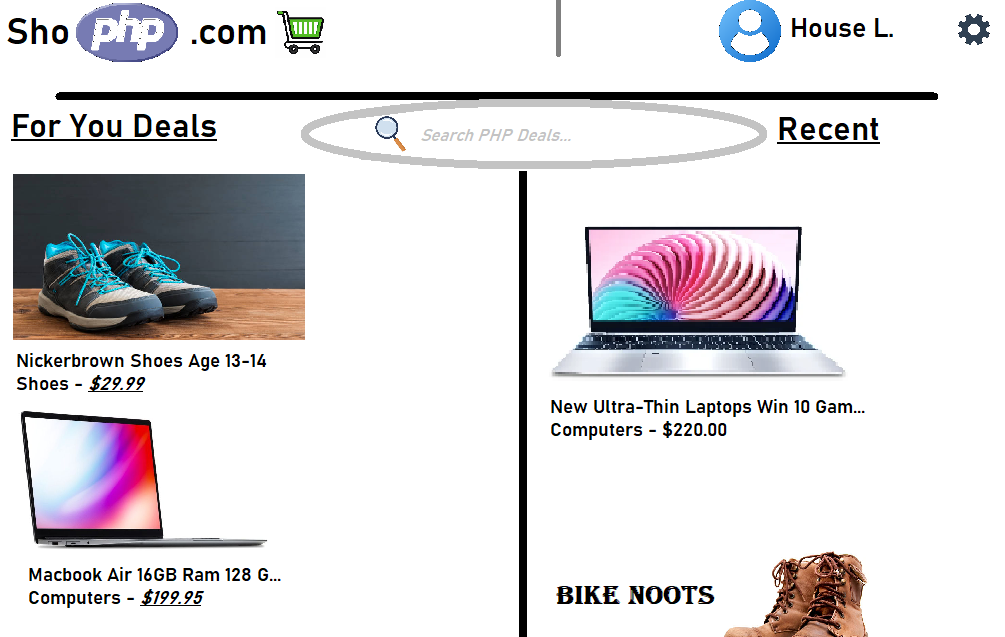 Sho php .com
House L.
For You Deals
Search PHP Deals...
Recent
Nickerbrown Shoes Age 13-14
Shoes - $29.99
Macbook Air 16GB Ram 128 G...
Computers - $199.95
New Ultra-Thin Laptops Win 10 Gam...
Computers - $220.00
BIKE NOOTS